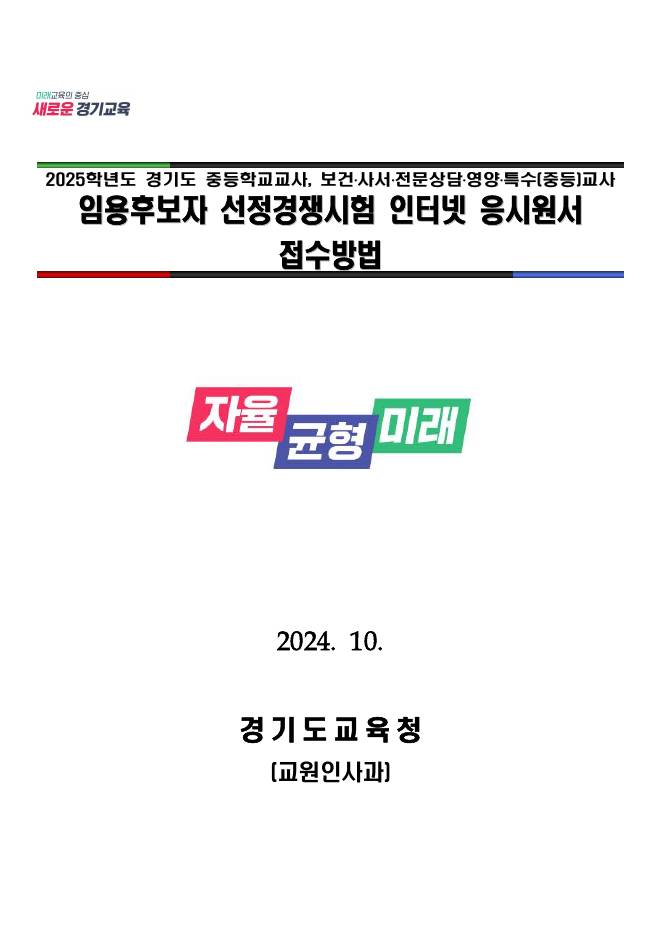 미래교육의 중심
새로운 경기교육
2025학년도 경기도 중등학교교사, 보건·사서·전문상담·영양·특수(중등)교사
임용후보자 선정경쟁시험 인터넷 응시원서
접수방법
자율
균형
미래
2024. 10.
경기도교육청
(교원인사과)